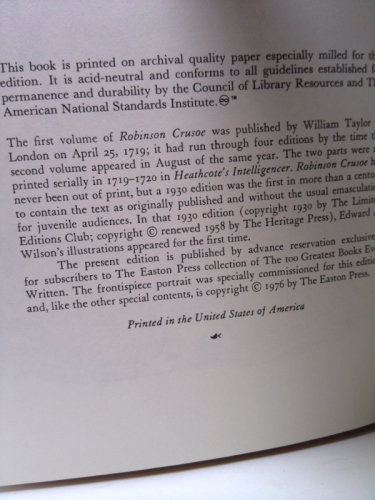 This book is printed on archival quality paper especially milled for th
edition. It is acid-neutral and conforms to all guidelines established f
permanence and durability by the Council of Library Resources and Th
American National Standards Institute.♾™
The first volume of Robinson Crusoe was published by William Taylor
London on April 25, 1719; it had run through four editions by the time t
second volume appeared in August of the same year. The two parts were
printed serially in 1719–1720 in Heathcote's Intelligencer. Robinson Crusoe h
never been out of print, but a 1930 edition was the first in more than a centu
to contain the text as originally published and without the usual emasculati
for juvenile audiences. In that 1930 edition (copyright 1930 by The Limit
Editions Club; copyright © renewed 1958 by The Heritage Press), Edward
Wilson's illustrations appeared for the first time.
The present edition is published by advance reservation exclusive
for subscribers to The Easton Press collection of The 100 Greatest Books Ev
Written. The frontispiece portrait was specially commissioned for this editio
and, like the other special contents, is copyright © 1976 by The Easton Press.
Printed in the United States of America